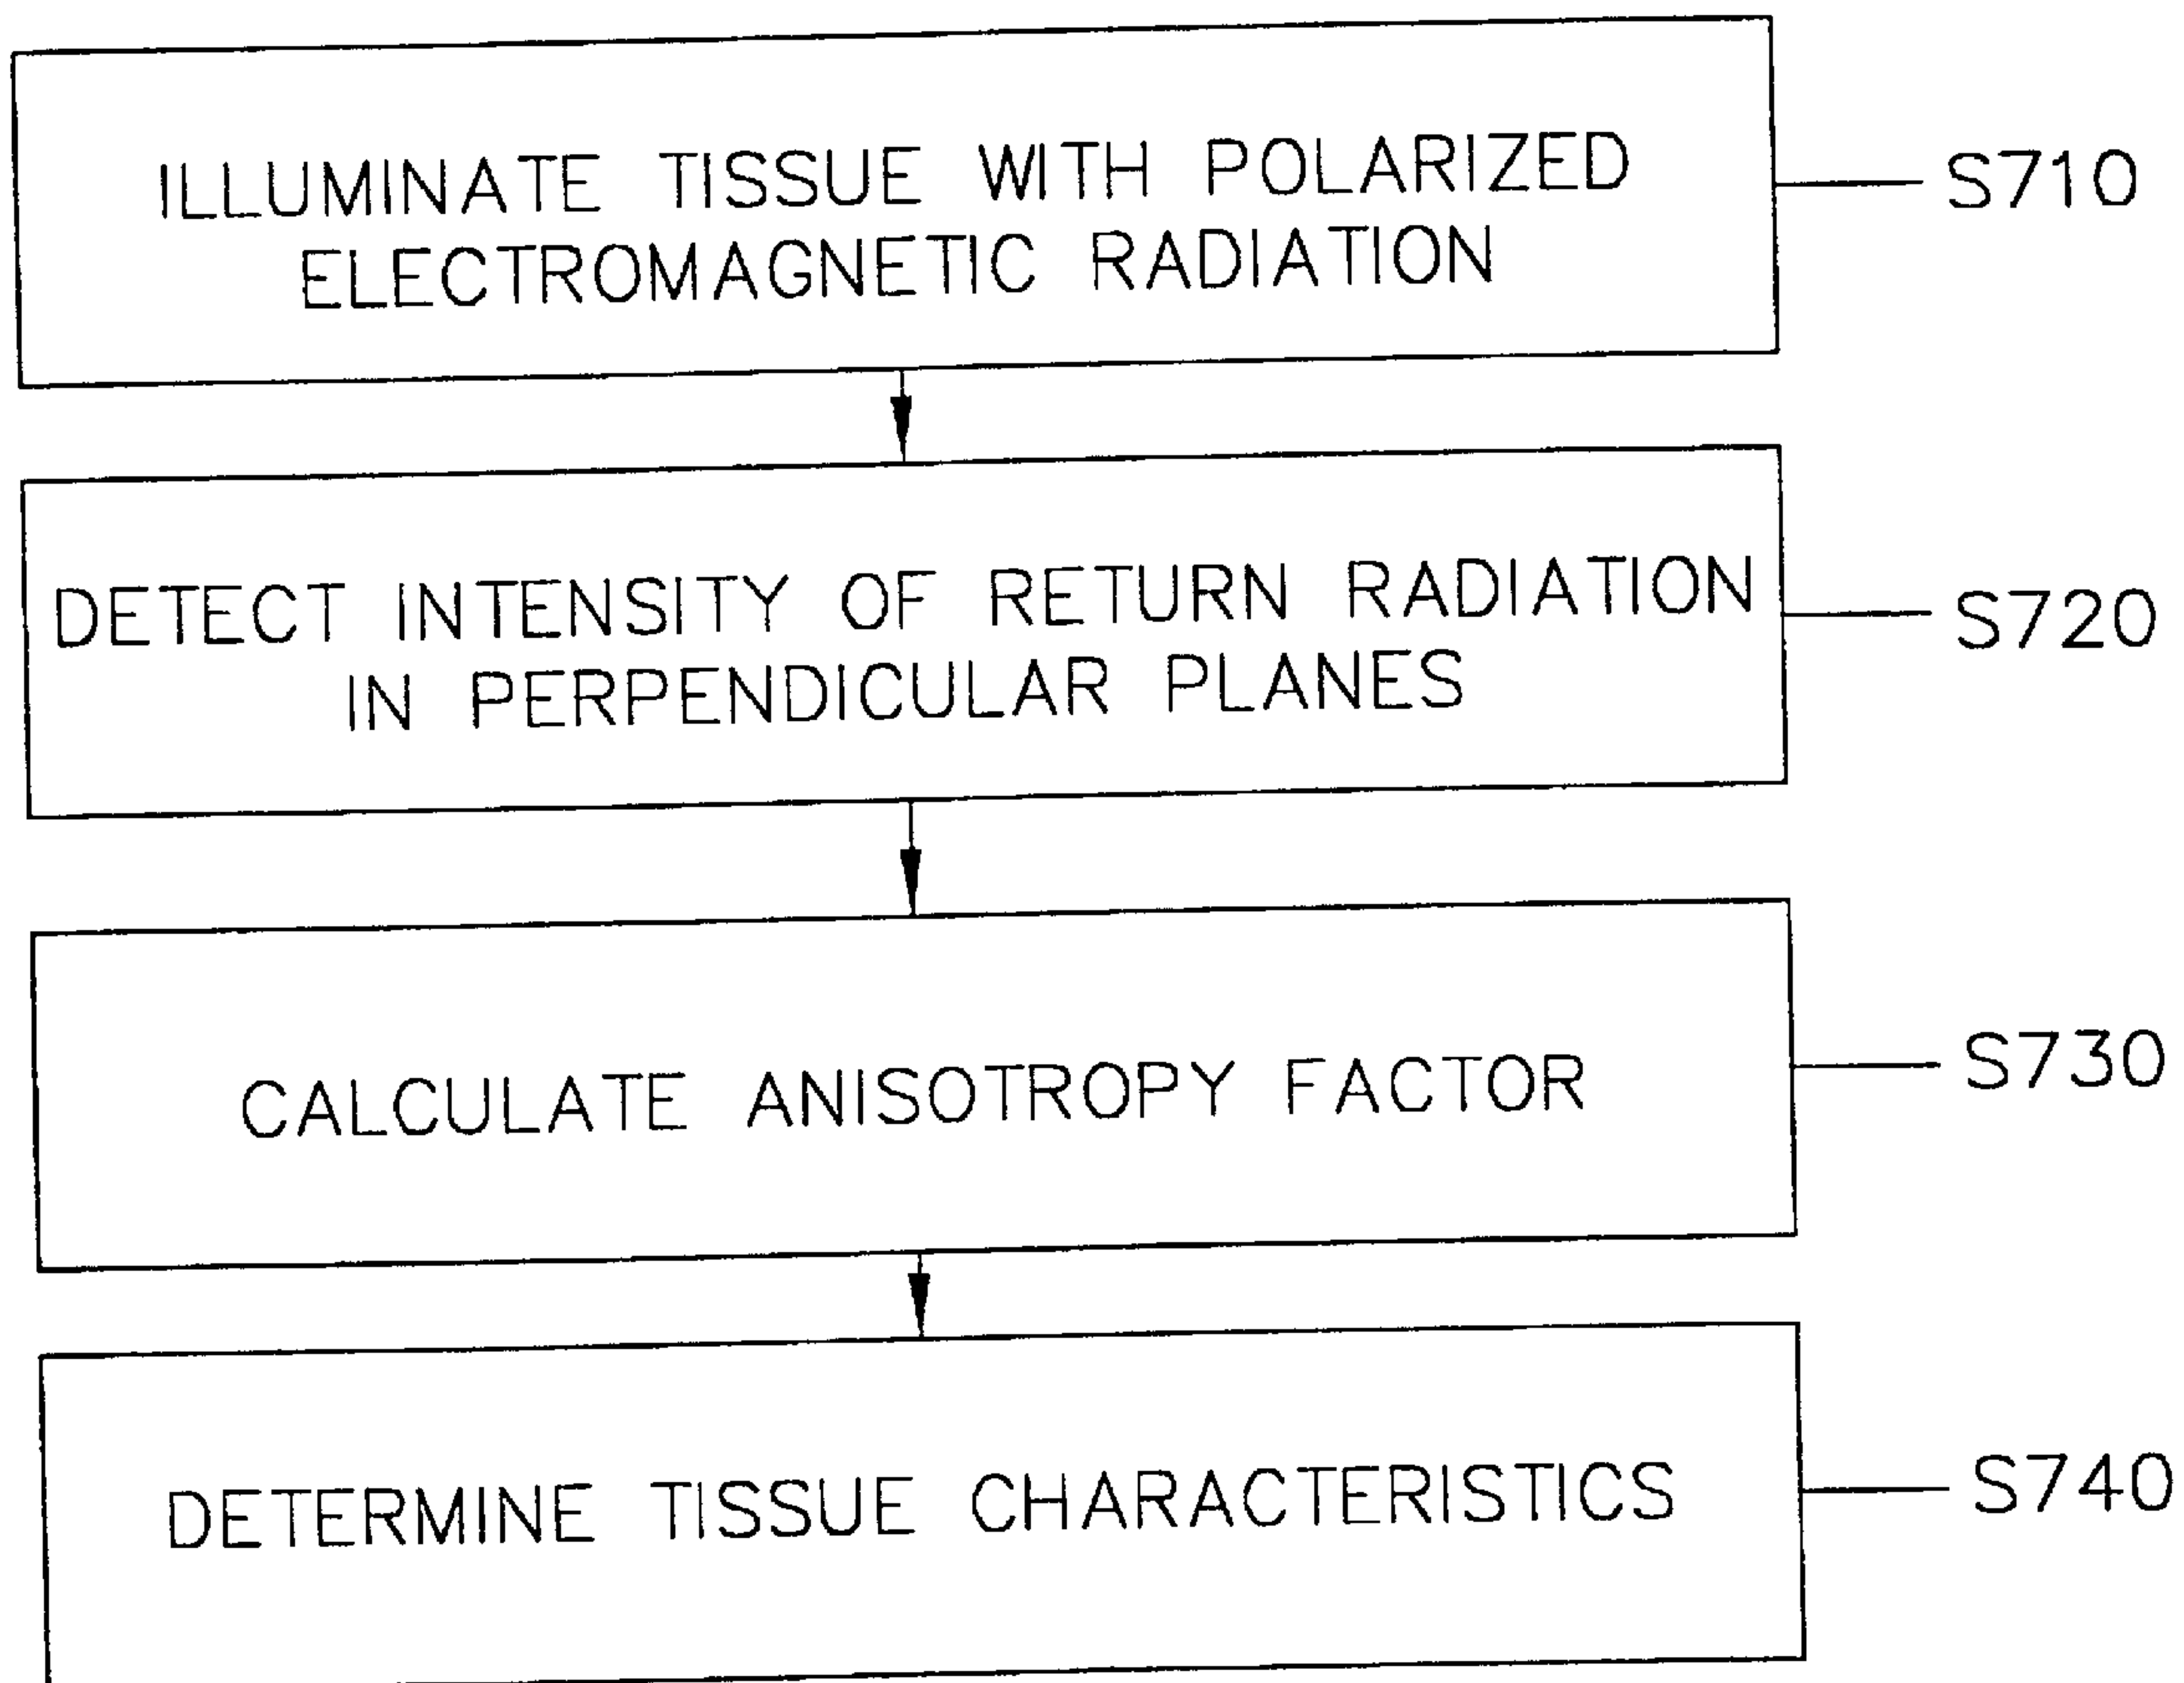 ILLUMINATE TISSUE WITH POLARIZED
ELECTROMAGNETIC RADIATION
S710
DETECT INTENSITY OF RETURN RADIATION
IN PERPENDICULAR PLANES
S720
CALCULATE ANISOTROPY FACTOR
S730
DETERMINE TISSUE CHARACTERISTICS
S740